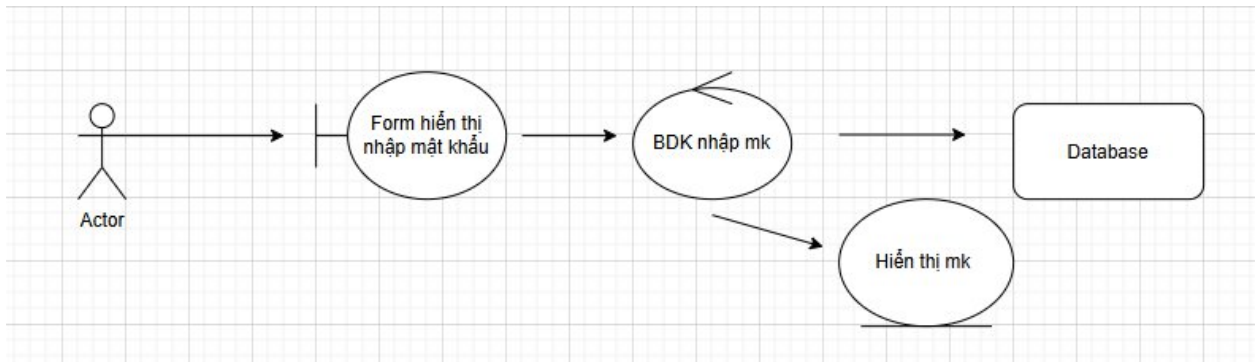 Form hiển thị
nhập mật khẩu
BDK nhập mk
Database
Actor
Hiển thị mk